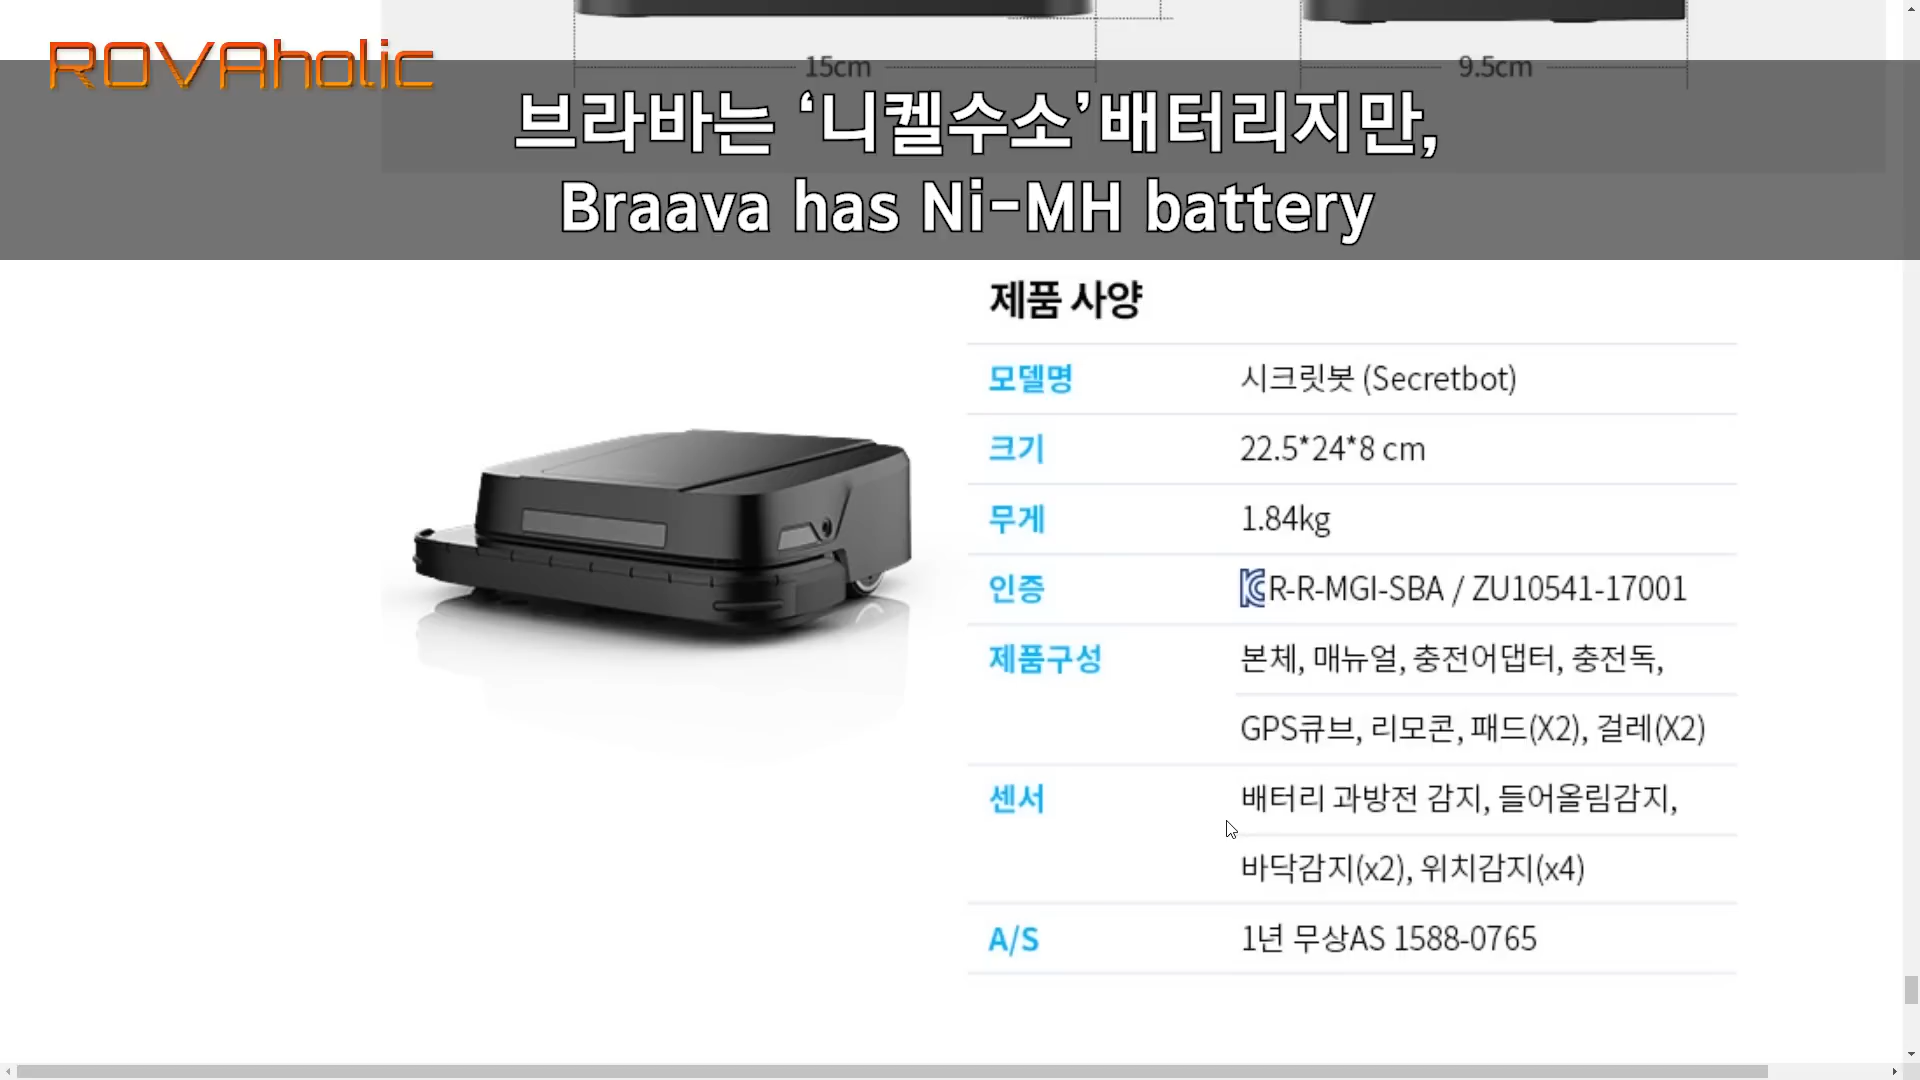 ROVAholic
15cm
9.5cm
브라바는 ‘니켈수소’배터리지만,
Braava has Ni-MH battery
제품 사양
모델명 시크릿봇 (Secretbot)
크기 22.5*24*8 cm
무게 1.84kg
인증 KC R-R-MGI-SBA / ZU10541-17001
제품구성 본체, 매뉴얼, 충전어댑터, 충전독,
GPS큐브, 리모콘, 패드(X2), 걸레(X2)
센서 배터리 과방전 감지, 들어올림감지,
바닥감지(x2), 위치감지(x4)
A/S 1년 무상AS 1588-0765